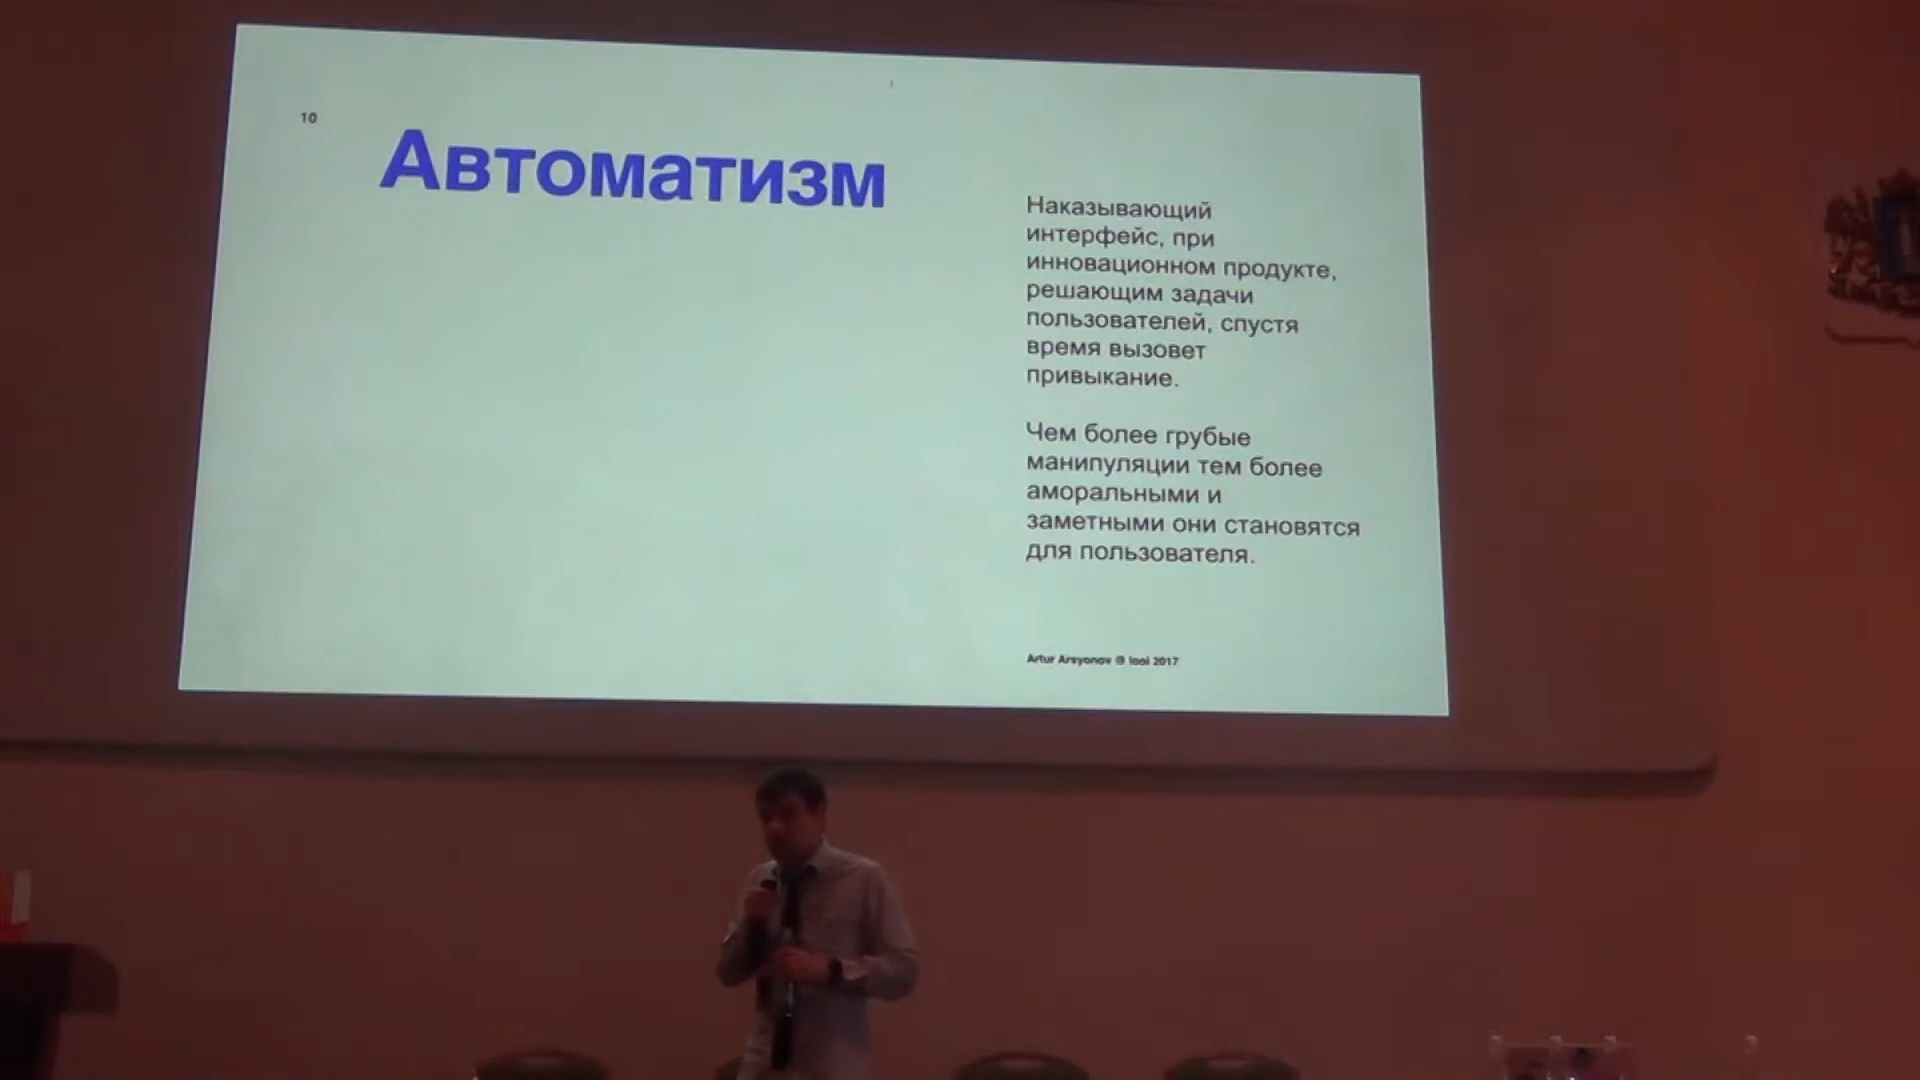 10
Автоматизм
Наказывающий
интерфейс, при
инновационном продукте,
решающим задачи
пользователей, спустя
время вызовет
привыкание.
Чем более грубые
манипуляции тем более
аморальными и
заметными они становятся
для пользователя.
Artur Arsyonov @ 2017